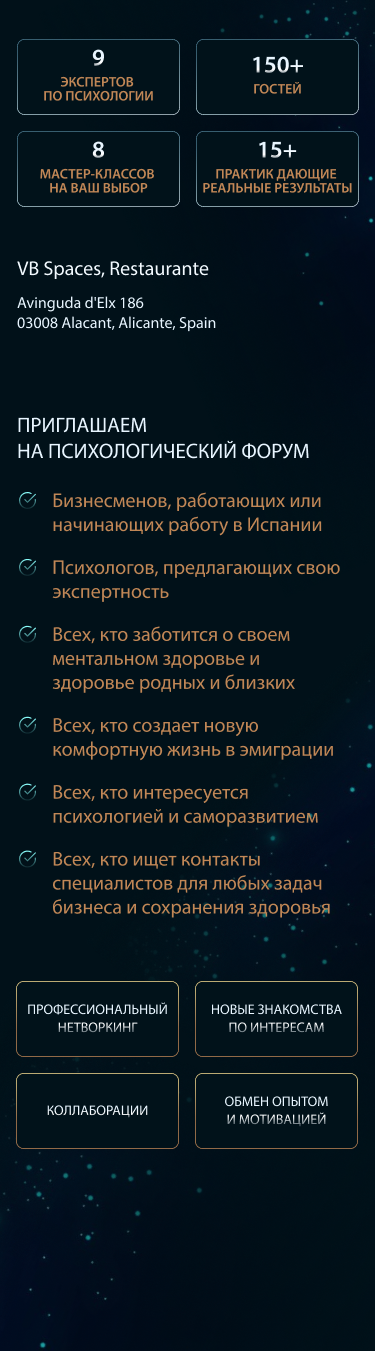 9
ЭКСПЕРТОВ
ПО ПСИХОЛОГИИ
150+
ГОСТЕЙ
8
МАСТЕР-КЛАССОВ
НА ВАШ ВЫБОР
15+
ПРАКТИК ДАЮЩИЕ
РЕАЛЬНЫЕ РЕЗУЛЬТАТЫ
VB Spaces, Restaurante
Avinguda d'Elx 186
03008 Alacant, Alicante, Spain
ПРИГЛАШАЕМ
НА ПСИХОЛОГИЧЕСКИЙ ФОРУМ
Бизнесменов, работающих или
начинающих работу в Испании
Психологов, предлагающих свою
экспертность
Всех, кто заботится о своем
ментальном здоровье и
здоровье родных и близких
Всех, кто создает новую
комфортную жизнь в эмиграции
Всех, кто интересуется
психологией и саморазвитием
Всех, кто ищет контакты
специалистов для любых задач
бизнеса и сохранения здоровья
ПРОФЕССИОНАЛЬНЫЙ
НЕТВОРКИНГ
НОВЫЕ ЗНАКОМСТВА
ПО ИНТЕРЕСАМ
КОЛЛАБОРАЦИИ
ОБМЕН ОПЫТОМ
И МОТИВАЦИЕЙ